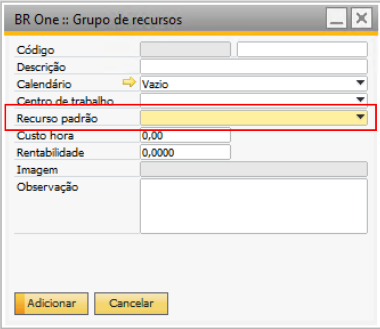 BR One :: Grupo de recursos
Código
Descrição
Calendário Vazio
Centro de trabalho
Recurso padrão
Custo hora 0,00
Rentabilidade 0,0000
Imagem
Observação
Adicionar Cancelar